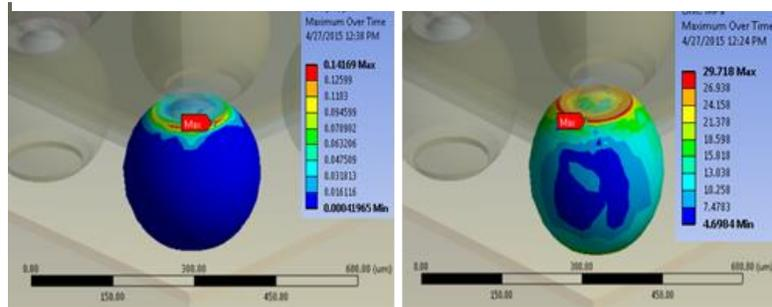 Maximum Over Time
4/27/2015 12:38 PM
0.14169 Max
0.12599
0.1103
0.094599
0.078902
0.063206
0.047509
0.031813
0.016116
0.00041965 Min
Max
0.00
300.00
600.00 (um)
150.00
450.00
Maximum Over Time
4/27/2015 12:24 PM
29.718 Max
26.938
24.158
21.378
18.598
15.818
13.038
10.258
7.4783
4.6984 Min
Max
0.00
300.00
600.00 (um)
150.00
450.00